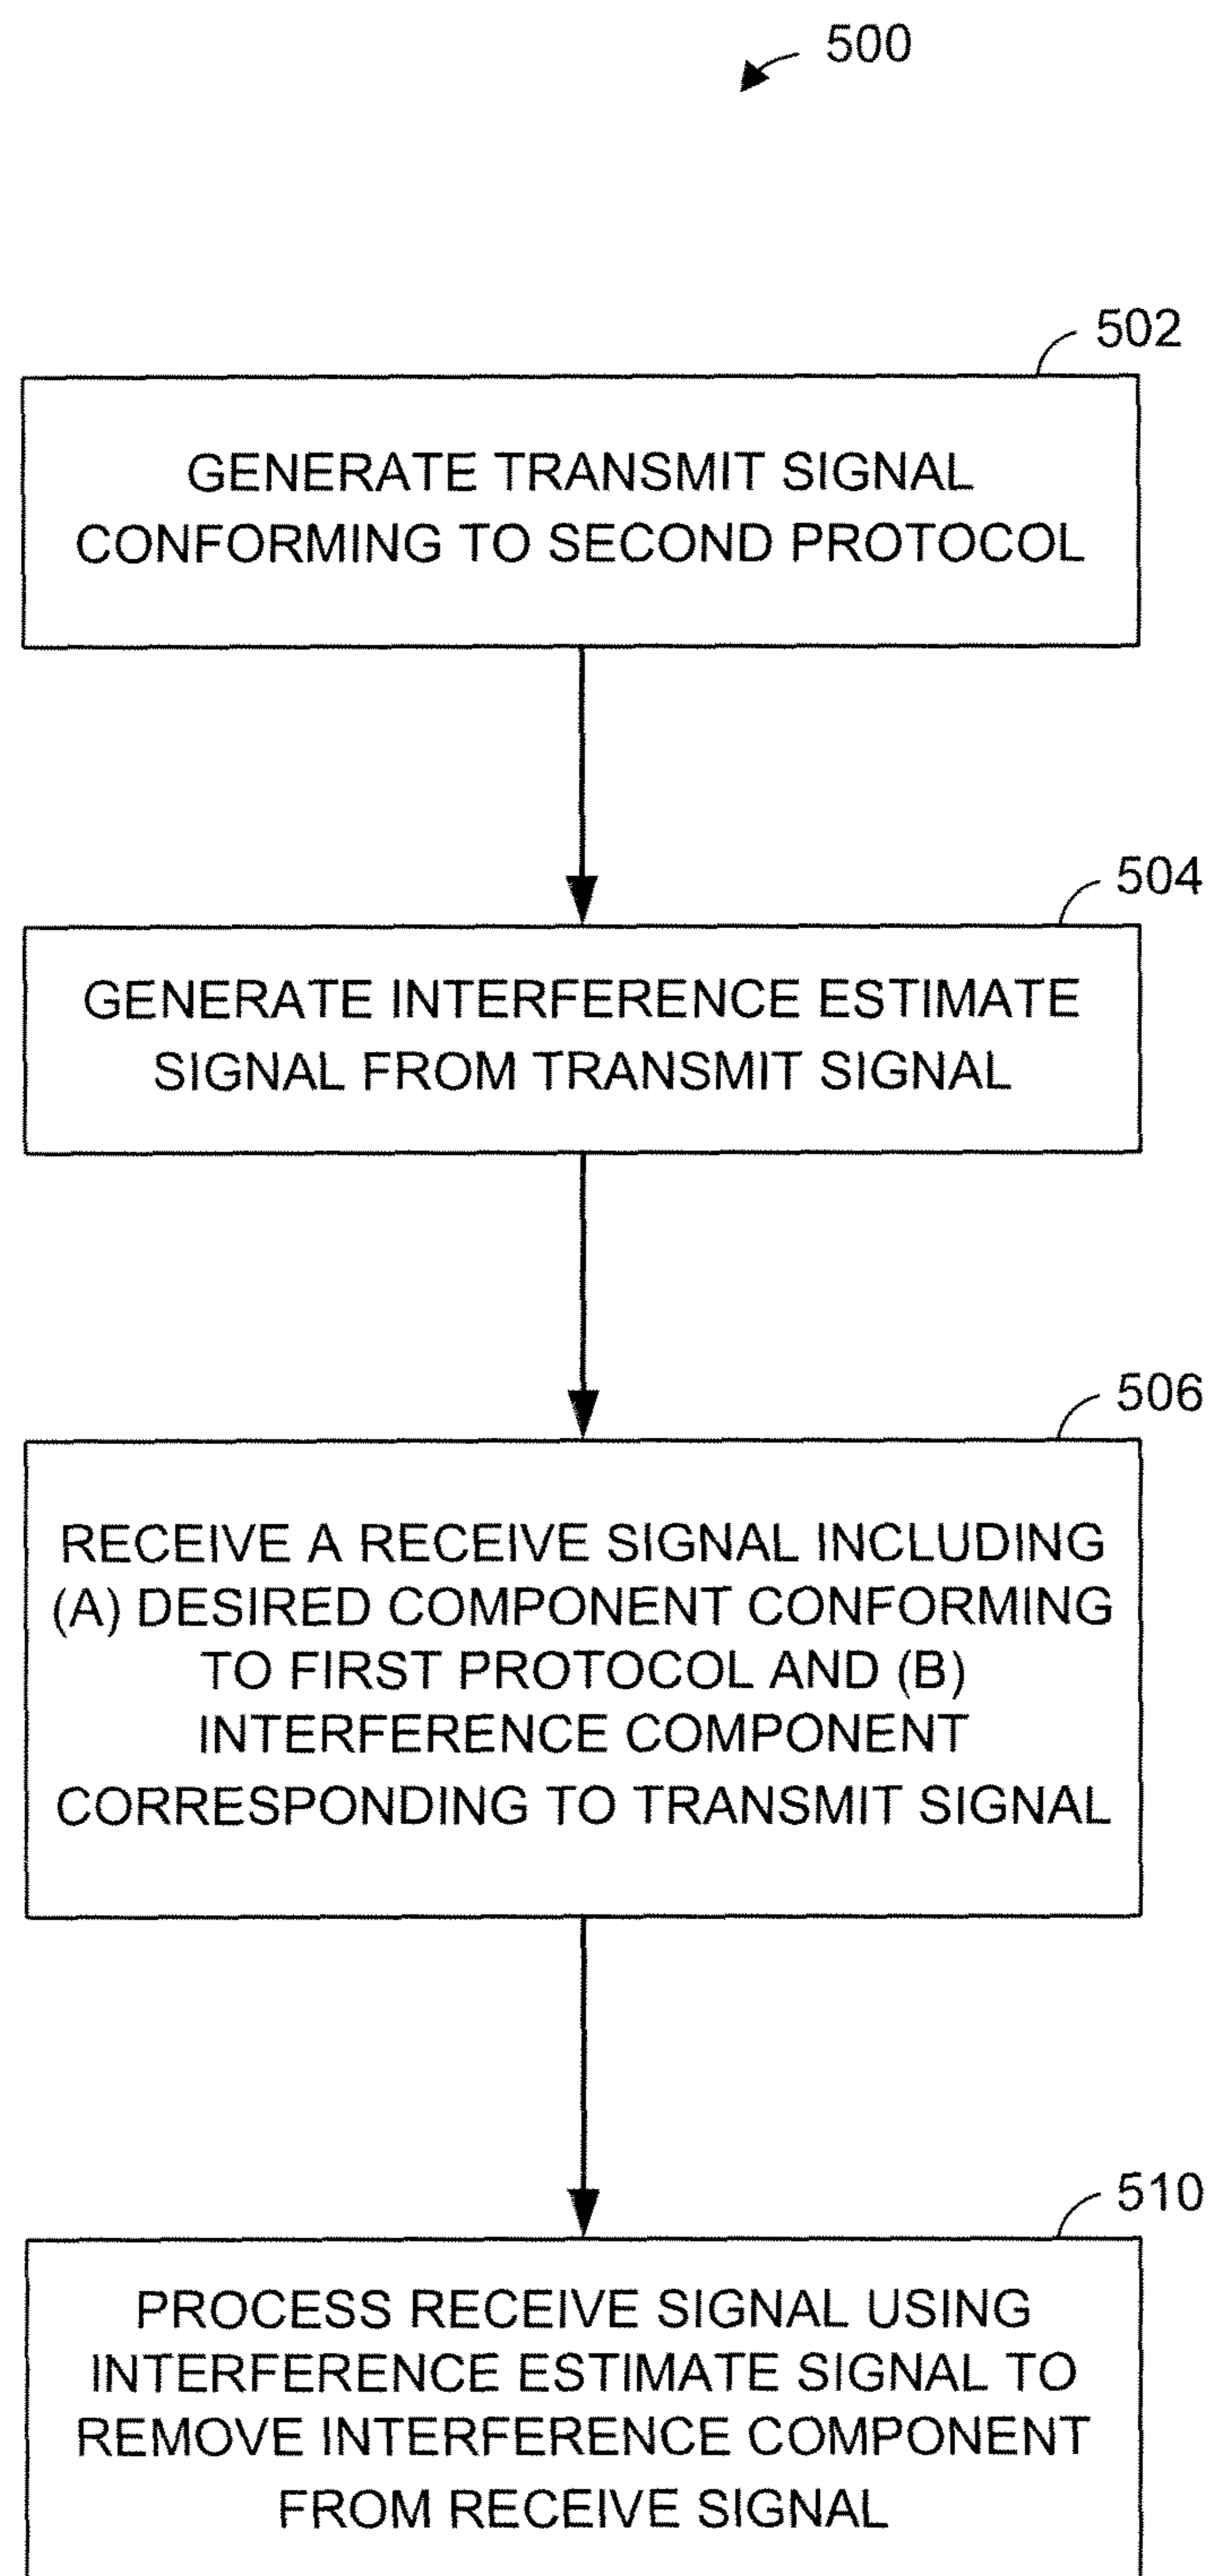 500
502
GENERATE TRANSMIT SIGNAL
CONFORMING TO SECOND PROTOCOL
504
GENERATE INTERFERENCE ESTIMATE
SIGNAL FROM TRANSMIT SIGNAL
506
RECEIVE A RECEIVE SIGNAL INCLUDING
(A) DESIRED COMPONENT CONFORMING
TO FIRST PROTOCOL AND (B)
INTERFERENCE COMPONENT
CORRESPONDING TO TRANSMIT SIGNAL
510
PROCESS RECEIVE SIGNAL USING
INTERFERENCE ESTIMATE SIGNAL TO
REMOVE INTERFERENCE COMPONENT
FROM RECEIVE SIGNAL